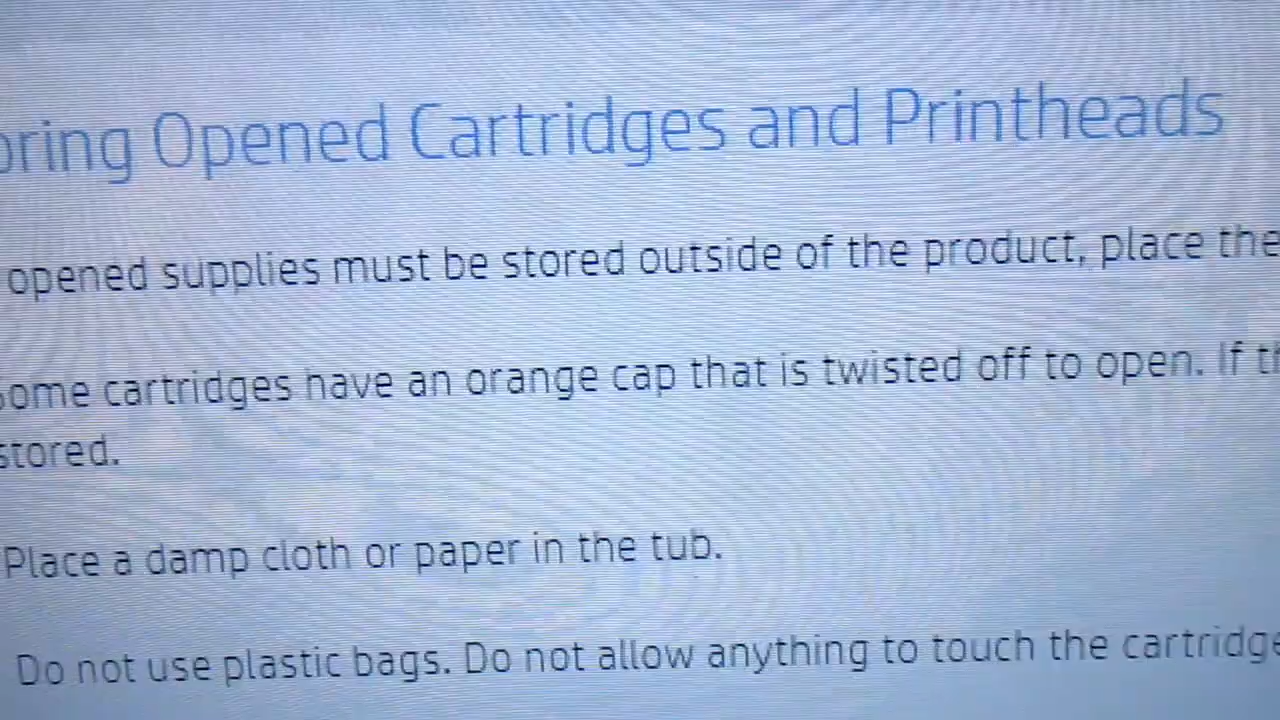 oring Opened Cartridges and Printheads
opened supplies must be stored outside of the product, place the
some cartridges have an orange cap that is twisted off to open. If th
stored.
Place a damp cloth or paper in the tub.
Do not use plastic bags. Do not allow anything to touch the cartridge